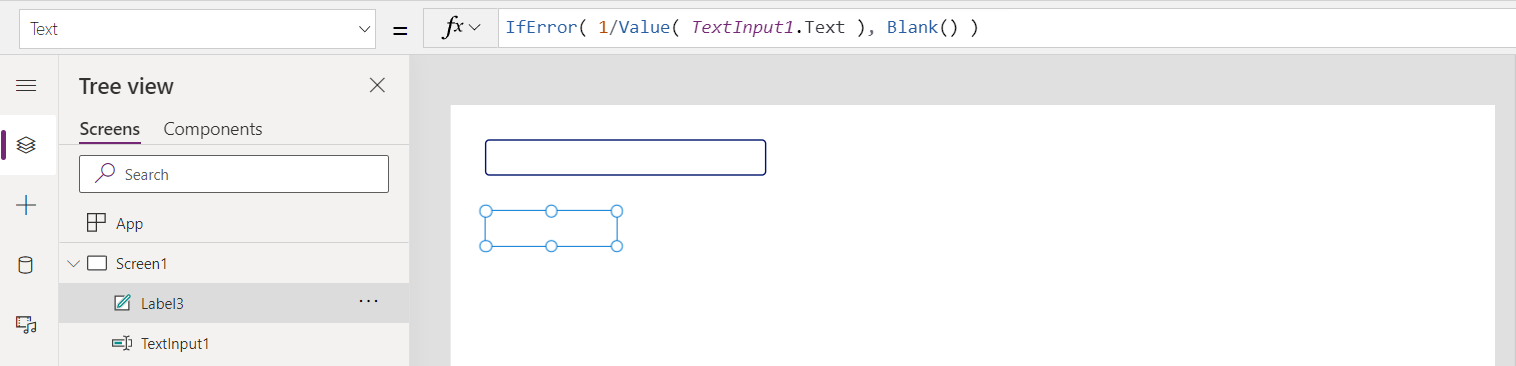 Text = fx IfError( 1/Value( TextInput1.Text ), Blank() )
Tree view
Screens Components
Search
App
Screen1
Label3 ...
TextInput1